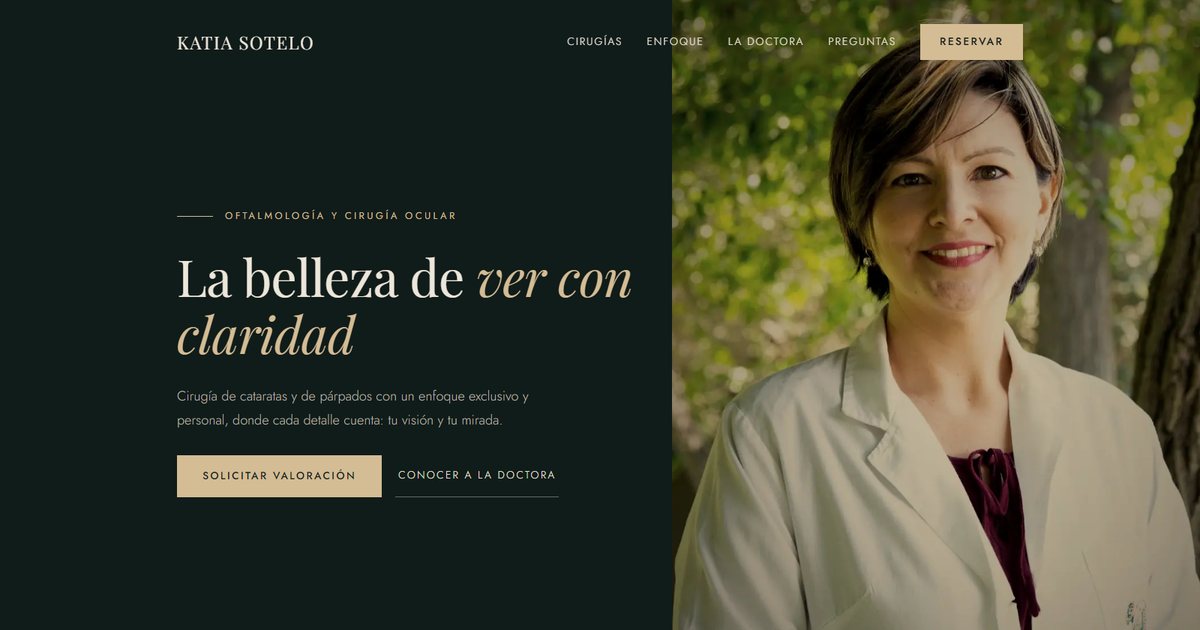 KATIA SOTELO
CIRUGÍAS ENFOQUE LA DOCTORA PREGUNTAS RESERVAR
OFTALMOLOGÍA Y CIRUGÍA OCULAR
La belleza de ver con
claridad
Cirugía de cataratas y de párpados con un enfoque exclusivo y
personal, donde cada detalle cuenta: tu visión y tu mirada.
SOLICITAR VALORACIÓN CONOCER A LA DOCTORA